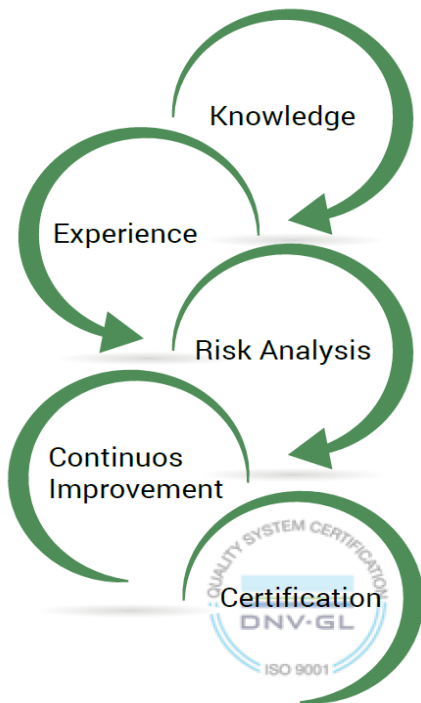 Knowledge
Experience
Risk Analysis
Continuos
Improvement
QUALITY SYSTEM CERTIFICATION
Certification
DNV·GL
ISO 9001